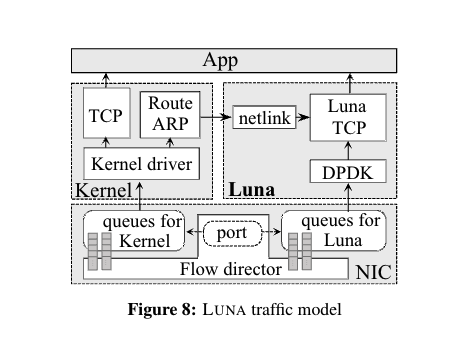 App
TCP
Route
ARP
netlink
Luna
TCP
Kernel driver
DPDK
Kernel
Luna
queues for
Kernel
port
queues for
Luna
Flow director
NIC
Figure 8: LUNA traffic model